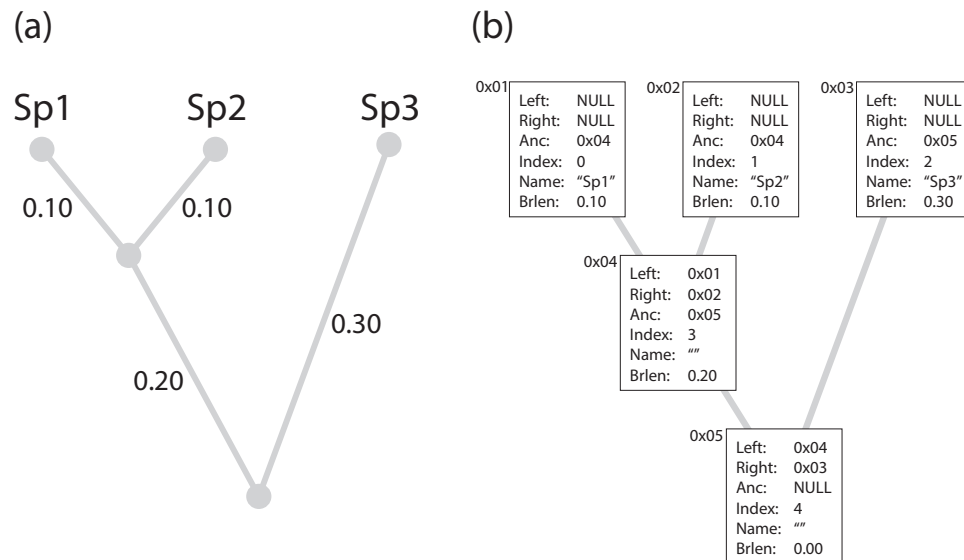 (a)
Sp1 Sp2 Sp3
0.10 0.10
0.30
0.20
(b)
0x01
Left: NULL
Right: NULL
Anc: 0x04
Index: 0
Name: “Sp1”
Brlen: 0.10
0x02
Left: NULL
Right: NULL
Anc: 0x04
Index: 1
Name: “Sp2”
Brlen: 0.10
0x03
Left: NULL
Right: NULL
Anc: 0x05
Index: 2
Name: “Sp3”
Brlen: 0.30
0x04
Left: 0x01
Right: 0x02
Anc: 0x05
Index: 3
Name: “”
Brlen: 0.20
0x05
Left: 0x04
Right: 0x03
Anc: NULL
Index: 4
Name: “”
Brlen: 0.00